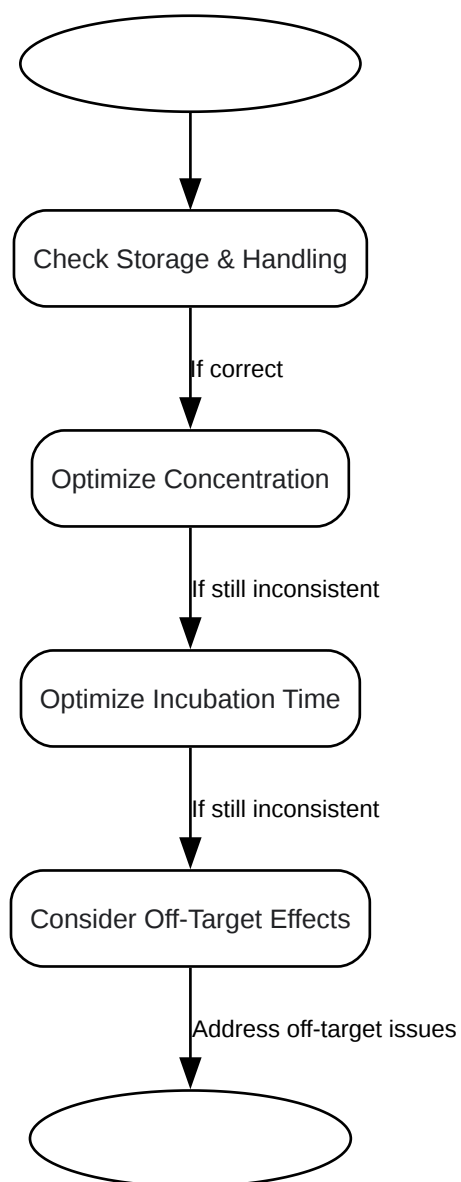 Check Storage & Handling
If correct
Optimize Concentration
If still inconsistent
Optimize Incubation Time
If still inconsistent
Consider Off-Target Effects
Address off-target issues